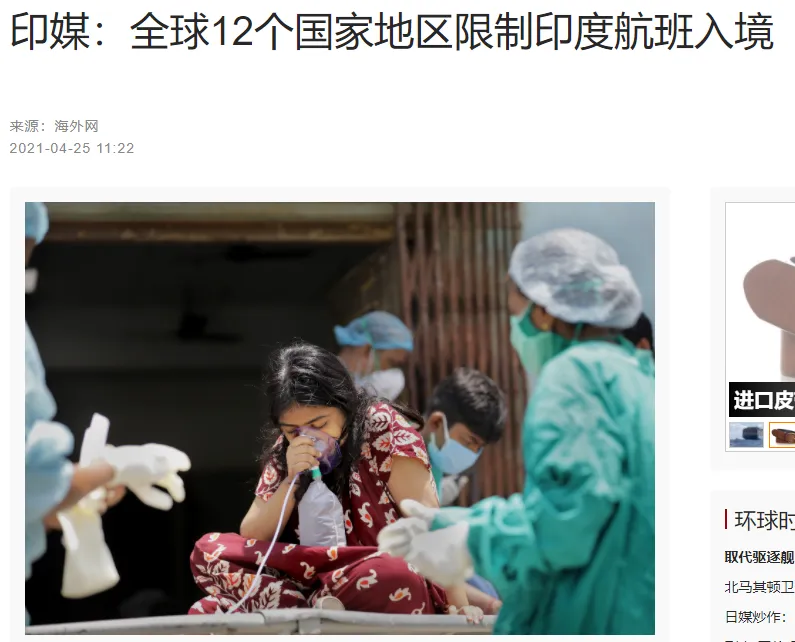 印媒：全球12个国家地区限制印度航班入境
来源：海外网
2021-04-25 11:22
进口皮
环球时
取代驱逐舰
北马其顿卫
日媒炒作：